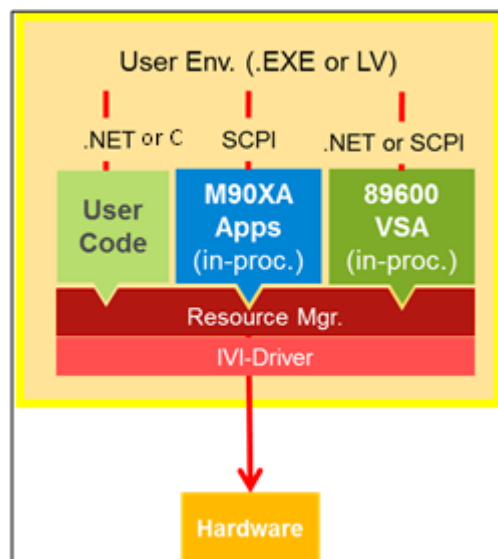 User Env. (.EXE or LV)
.NET or C SCPI .NET or SCPI
User Code
M90XA Apps (in-proc.)
89600 VSA (in-proc.)
Resource Mgr.
IVI-Driver
Hardware